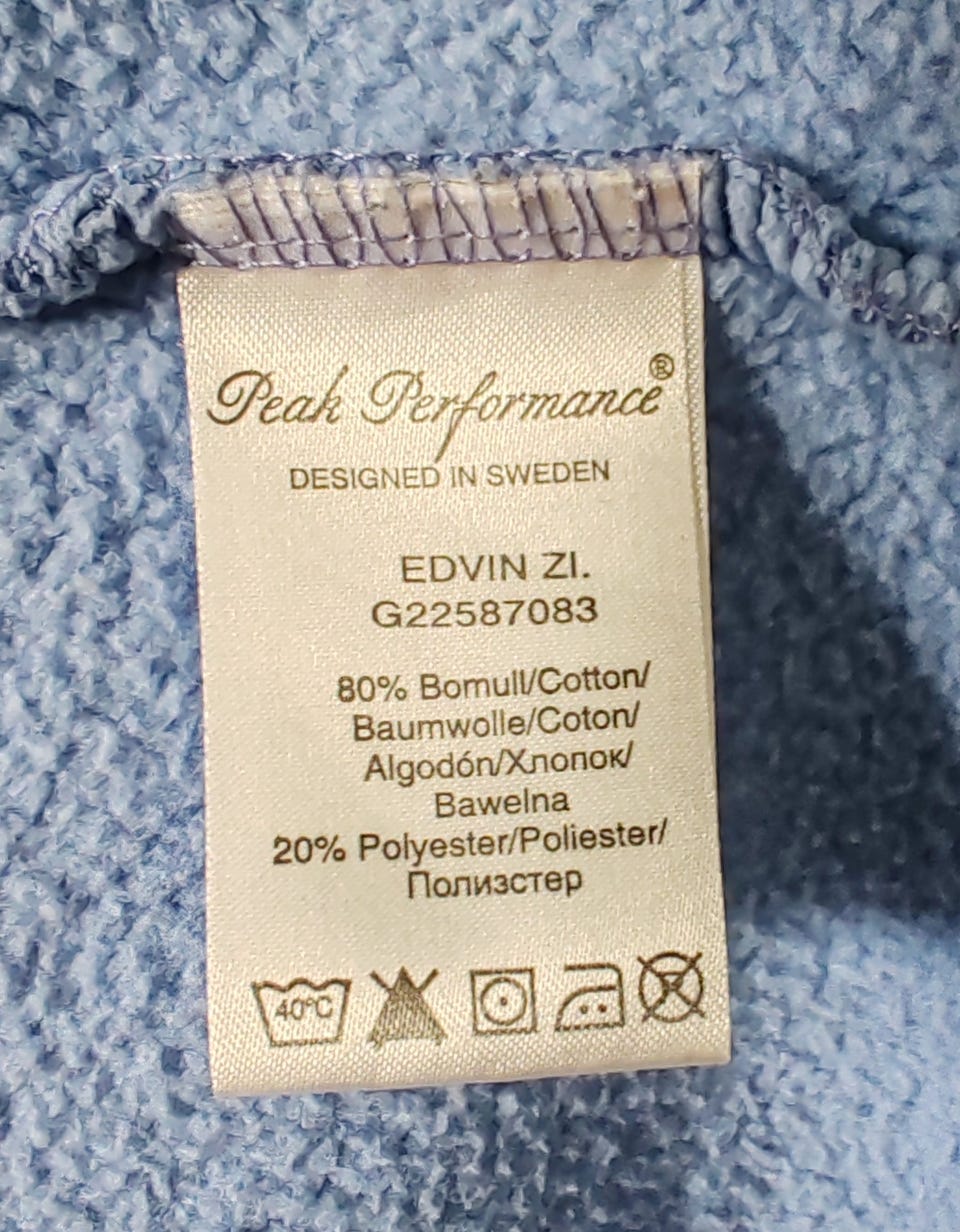 Peak Performance®
DESIGNED IN SWEDEN
EDVIN ZI.
G22587083
80% Bomull/Cotton/
Baumwolle/Coton/
Algodón/Хлопок/
Bawelna
20% Polyester/Poliester/
Полизстер
40°C